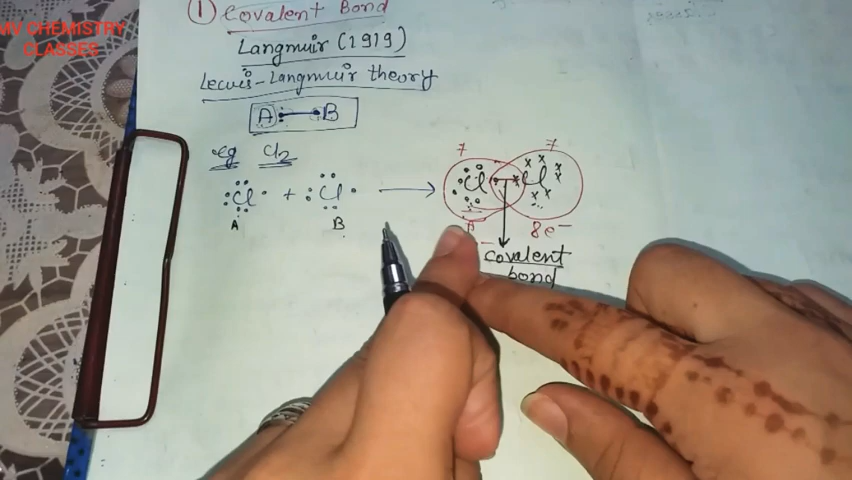 MV CHEMISTRY
CLASSES
① Covalent Bond
Langmuir (1919)
Lewis-Langmuir theory
A B
eg Cl2
Cl + Cl → Cl Cl
A B
7 7
8e⁻
covalent
bond